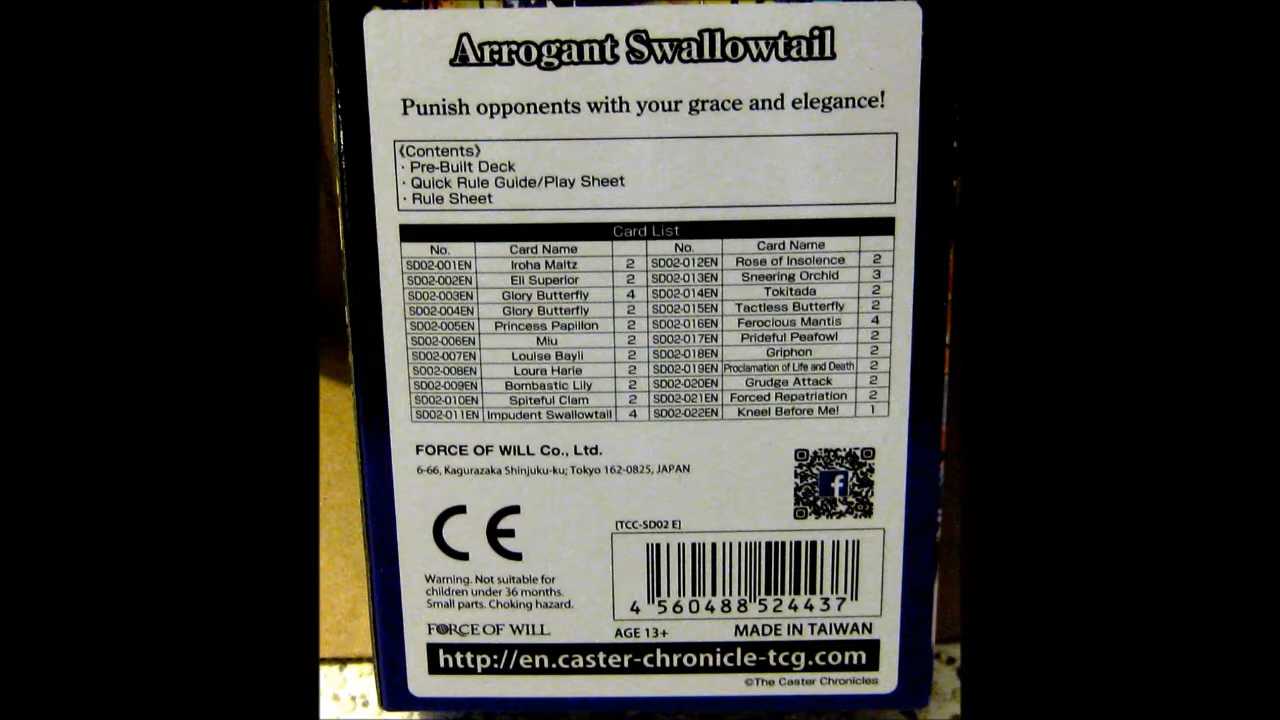 Arrogant Swallowtail
Punish opponents with your grace and elegance!
《Contents》
· Pre-Built Deck
· Quick Rule Guide/Play Sheet
· Rule Sheet
Card List
No. Card Name No. Card Name
SD02-001EN Iroha Maitz 2 SD02-012EN Rose of Insolence 2
SD02-002EN Eli Superior 2 SD02-013EN Sneering Orchid 3
SD02-003EN Glory Butterfly 4 SD02-014EN Tokitada 2
SD02-004EN Glory Butterfly 2 SD02-015EN Tactless Butterfly 2
SD02-005EN Princess Papillon 2 SD02-016EN Ferocious Mantis 4
SD02-006EN Miu 2 SD02-017EN Prideful Peafowl 2
SD02-007EN Louise Bayli 2 SD02-018EN Griphon 2
SD02-008EN Loura Harle 2 SD02-019EN Proclamation of Life and Death 2
SD02-009EN Bombastic Lily 2 SD02-020EN Grudge Attack 2
SD02-010EN Spiteful Clam 2 SD02-021EN Forced Repatriation 2
SD02-011EN Impudent Swallowtail 4 SD02-022EN Kneel Before Me! 1
FORCE OF WILL Co., Ltd.
6-66, Kagurazaka Shinjuku-ku; Tokyo 162-0825, JAPAN
CE
[TCC-SD02 E]
Warning. Not suitable for
children under 36 months.
Small parts. Choking hazard.
4 560488 524437
FORCE OF WILL
AGE 13+ MADE IN TAIWAN
http://en.caster-chronicle-tcg.com
©The Caster Chronicles